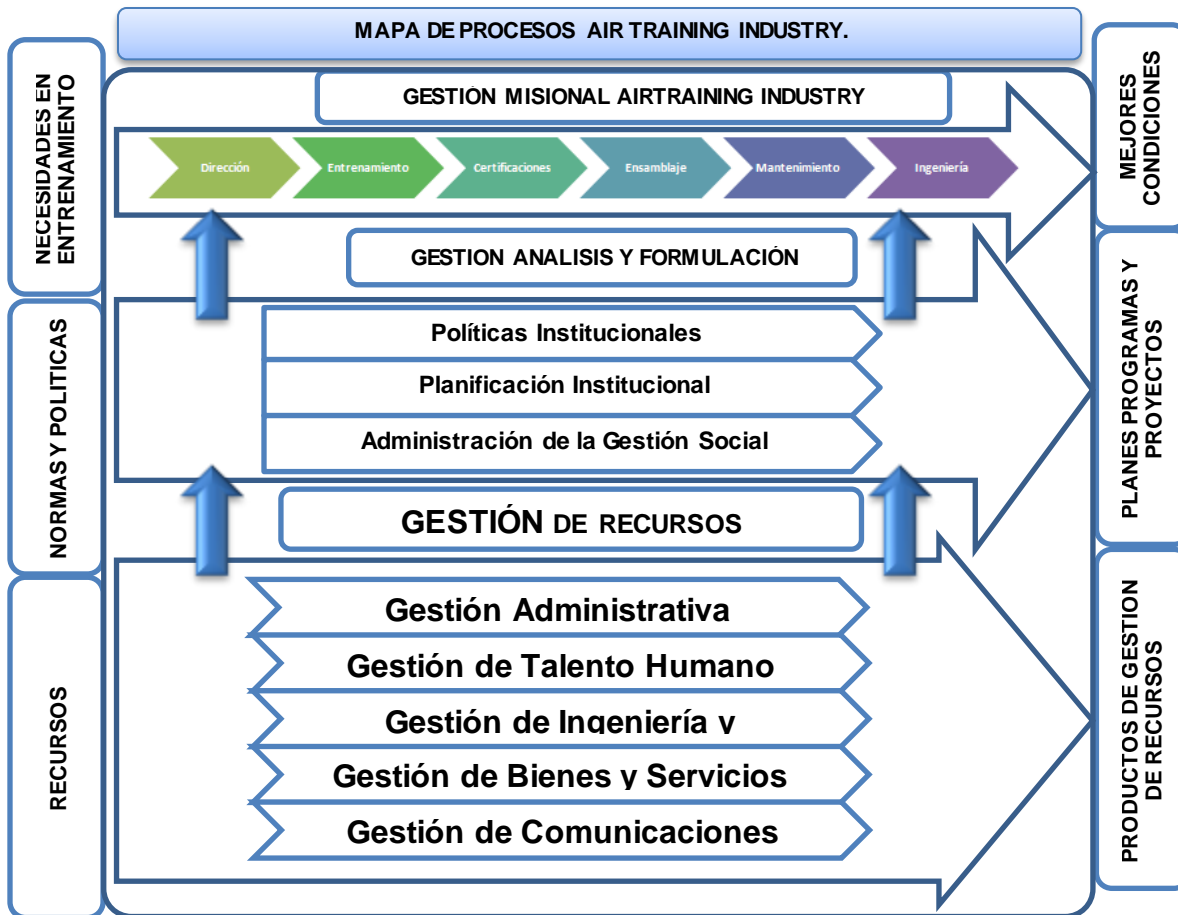 MAPA DE PROCESOS AIR TRAINING INDUSTRY.
NECESIDADES EN
ENTRENAMIENTO
GESTIÓN MISIONAL AIRTRAINING INDUSTRY
Dirección
Entrenamiento
Certificaciones
Ensamblaje
Mantenimiento
Ingeniería
MEJORES
CONDICIONES
NORMAS Y POLITICAS
GESTION ANALISIS Y FORMULACIÓN
Políticas Institucionales
Planificación Institucional
Administración de la Gestión Social
PLANES PROGRAMAS Y
PROYECTOS
RECURSOS
GESTIÓN DE RECURSOS
Gestión Administrativa
Gestión de Talento Humano
Gestión de Ingeniería y
Gestión de Bienes y Servicios
Gestión de Comunicaciones
PRODUCTOS DE GESTION
DE RECURSOS